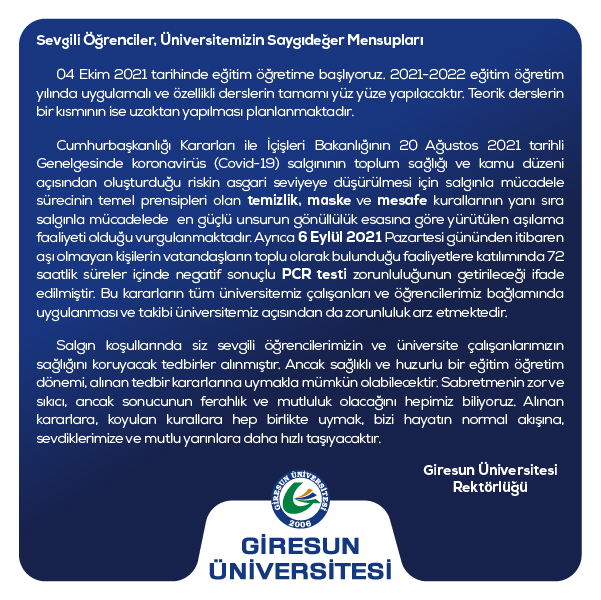 Sevgili Öğrenciler, Üniversitemizin Saygıdeğer Mensupları
04 Ekim 2021 tarihinde eğitim öğretime başlıyoruz. 2021-2022 eğitim öğretim
yılında uygulamalı ve özellikli derslerin tamamı yüz yüze yapılacaktır. Teorik derslerin
bir kısmının ise uzaktan yapılması planlanmaktadır.
Cumhurbaşkanlığı Kararları ile İçişleri Bakanlığının 20 Ağustos 2021 tarihli
Genelgesinde koronavirüs (Covid-19) salgınının toplum sağlığı ve kamu düzeni
açısından oluşturduğu riskin asgari seviyeye düşürülmesi için salgınla mücadele
sürecinin temel prensipleri olan temizlik, maske ve mesafe kurallarının yanı sıra
salgınla mücadelede en güçlü unsurun gönüllülük esasına göre yürütülen aşılama
faaliyeti olduğu vurgulanmaktadır. Ayrıca 6 Eylül 2021 Pazartesi gününden itibaren
aşı olmayan kişilerin vatandaşların toplu olarak bulunduğu faaliyetlere katılımında 72
saatlik süreler içinde negatif sonuçlu PCR testi zorunluluğunun getirileceği ifade
edilmiştir. Bu kararların tüm üniversitemiz çalışanları ve öğrencilerimiz bağlamında
uygulanması ve takibi üniversitemiz açısından da zorunluluk arz etmektedir.
Salgın koşullarında siz sevgili öğrencilerimizin ve üniversite çalışanlarımızın
sağlığını koruyacak tedbirler alınmıştır. Ancak sağlıklı ve huzurlu bir eğitim öğretim
dönemi, alınan tedbir kararlarına uymakla mümkün olabilecektir. Sabretmenin zor ve
sıkıcı, ancak sonucunun ferahlık ve mutluluk olacağını hepimiz biliyoruz. Alınan
kararlara, koyulan kurallara hep birlikte uymak, bizi hayatın normal akışına,
sevdiklerimize ve mutlu yarınlara daha hızlı taşıyacaktır.
Giresun Üniversitesi
Rektörlüğü
GİRESUN ÜNİVERSİTESİ
2006
GİRESUN
ÜNİVERSİTESİ